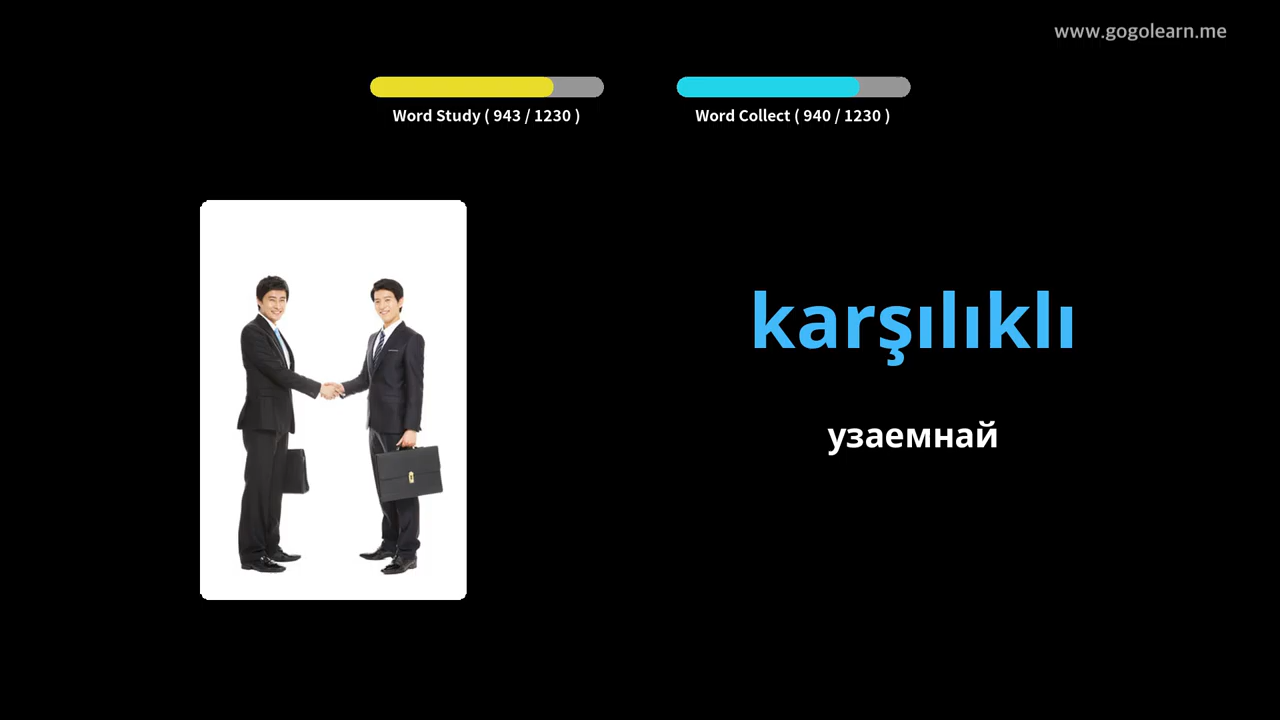 www.gogolearn.me
Word Study ( 943 / 1230 )
Word Collect ( 940 / 1230 )
karşılıklı
узаемнай